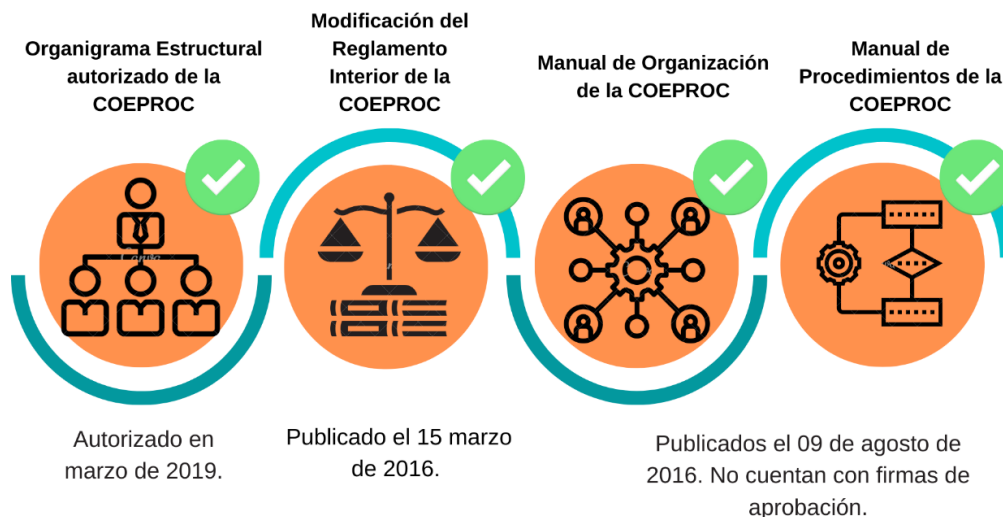 Organigrama Estructural
autorizado de la
COEPROC
Modificación del
Reglamento
Interior de la
COEPROC
Manual de Organización
de la COEPROC
Manual de
Procedimientos de la
COEPROC
Canva
Autorizado en
marzo de 2019.
Publicado el 15 marzo
de 2016.
Publicados el 09 de agosto de
2016. No cuentan con firmas de
aprobación.